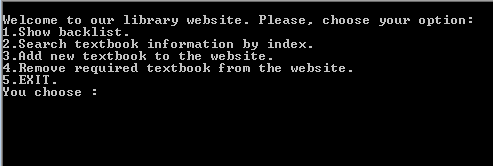 Welcome to our library website. Please, choose your option:
1.Show backlist.
2.Search textbook information by index.
3.Add new textbook to the website.
4.Remove required textbook from the website.
5.EXIT.
You choose :